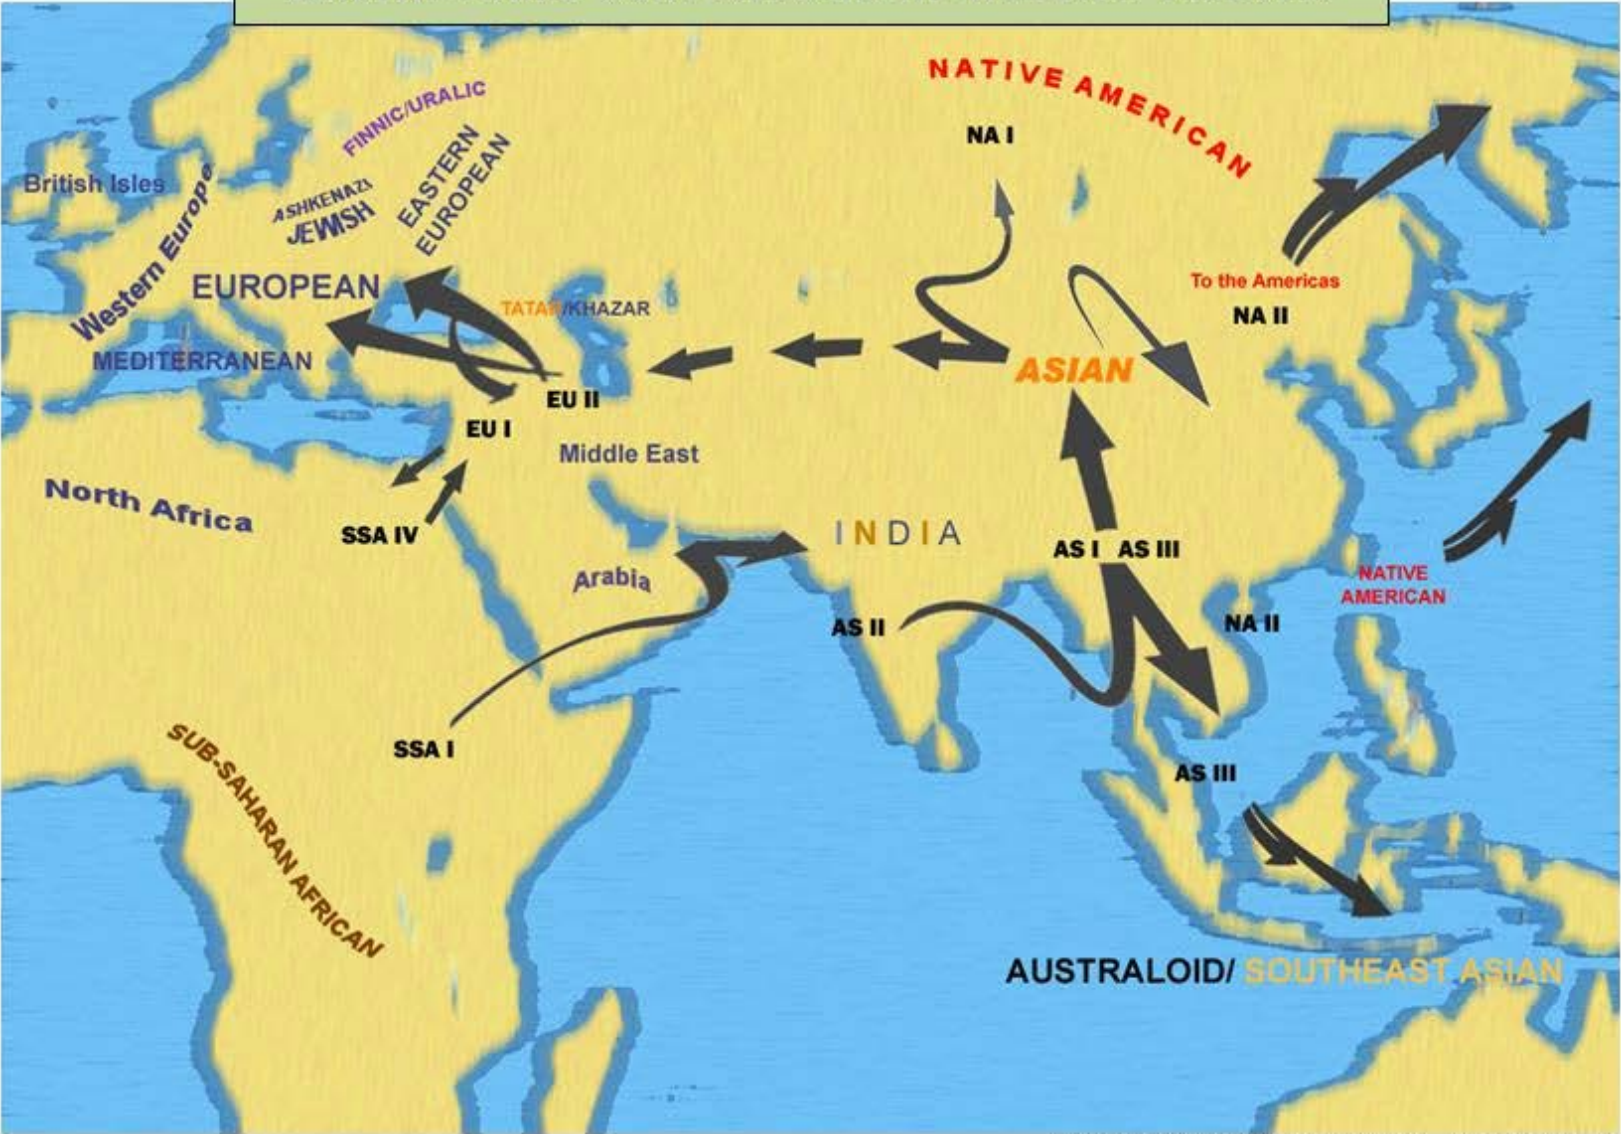 NATIVE AMERICAN
FINNIC/URALIC
NA I
EASTERN
EUROPEAN
British Isles
ASHKENAZI
JEWISH
Western Europe
EUROPEAN
To the Americas
TATAR/KHAZAR
NA II
MEDITERRANEAN
ASIAN
EU II
EU I
Middle East
North Africa
SSA IV
INDIA
AS I AS III
Arabia
NATIVE
AMERICAN
AS II
NA II
SSA I
SUB-SAHARAN AFRICAN
AS III
AUSTRALOID/ SOUTHEAST ASIAN